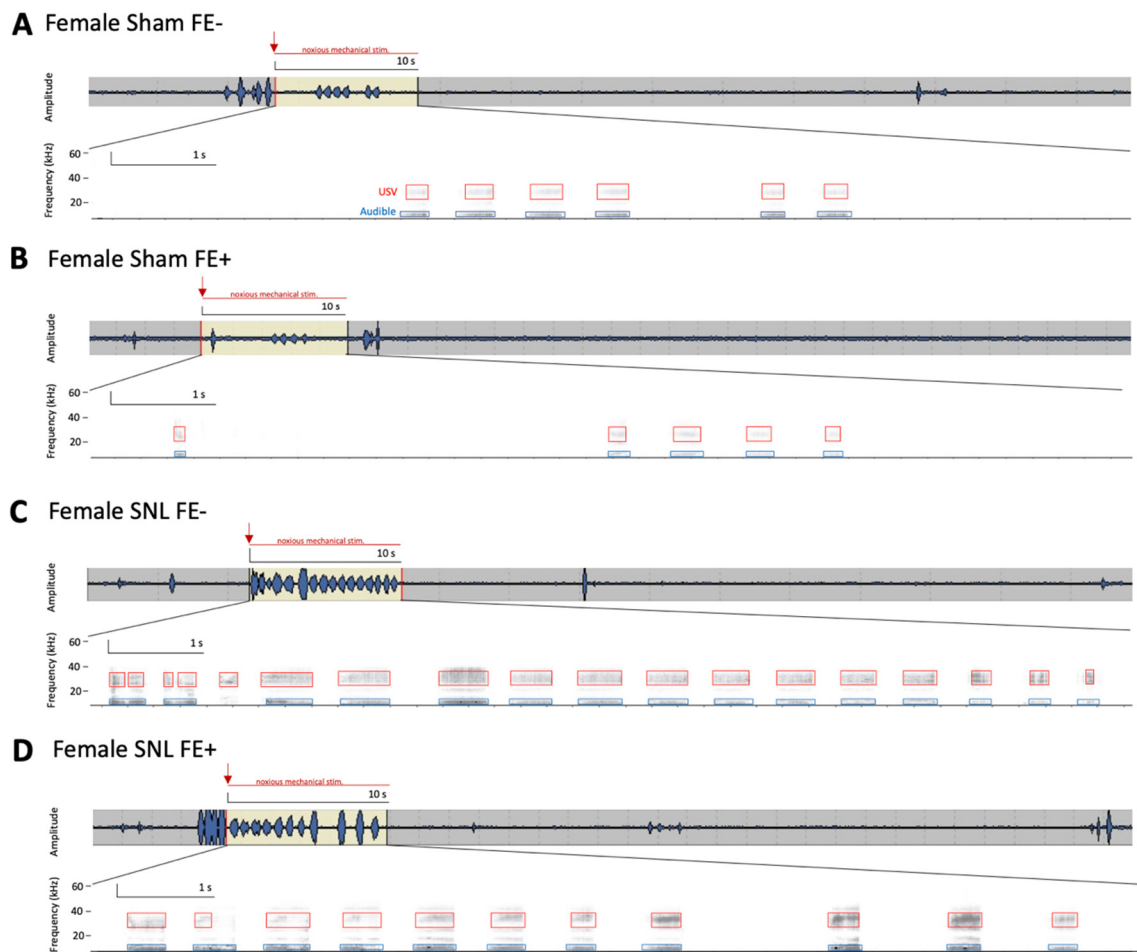 A Female Sham FE-
noxious mechanical stim.
10 s
Amplitude
Frequency (kHz)
60
1 s
40
USV
20
Audible
B Female Sham FE+
noxious mechanical stim.
10 s
Amplitude
Frequency (kHz)
60
1 s
40
20
C Female SNL FE-
noxious mechanical stim.
10 s
Amplitude
Frequency (kHz)
60
1 s
40
20
D Female SNL FE+
noxious mechanical stim.
10 s
Amplitude
Frequency (kHz)
60
1 s
40
20